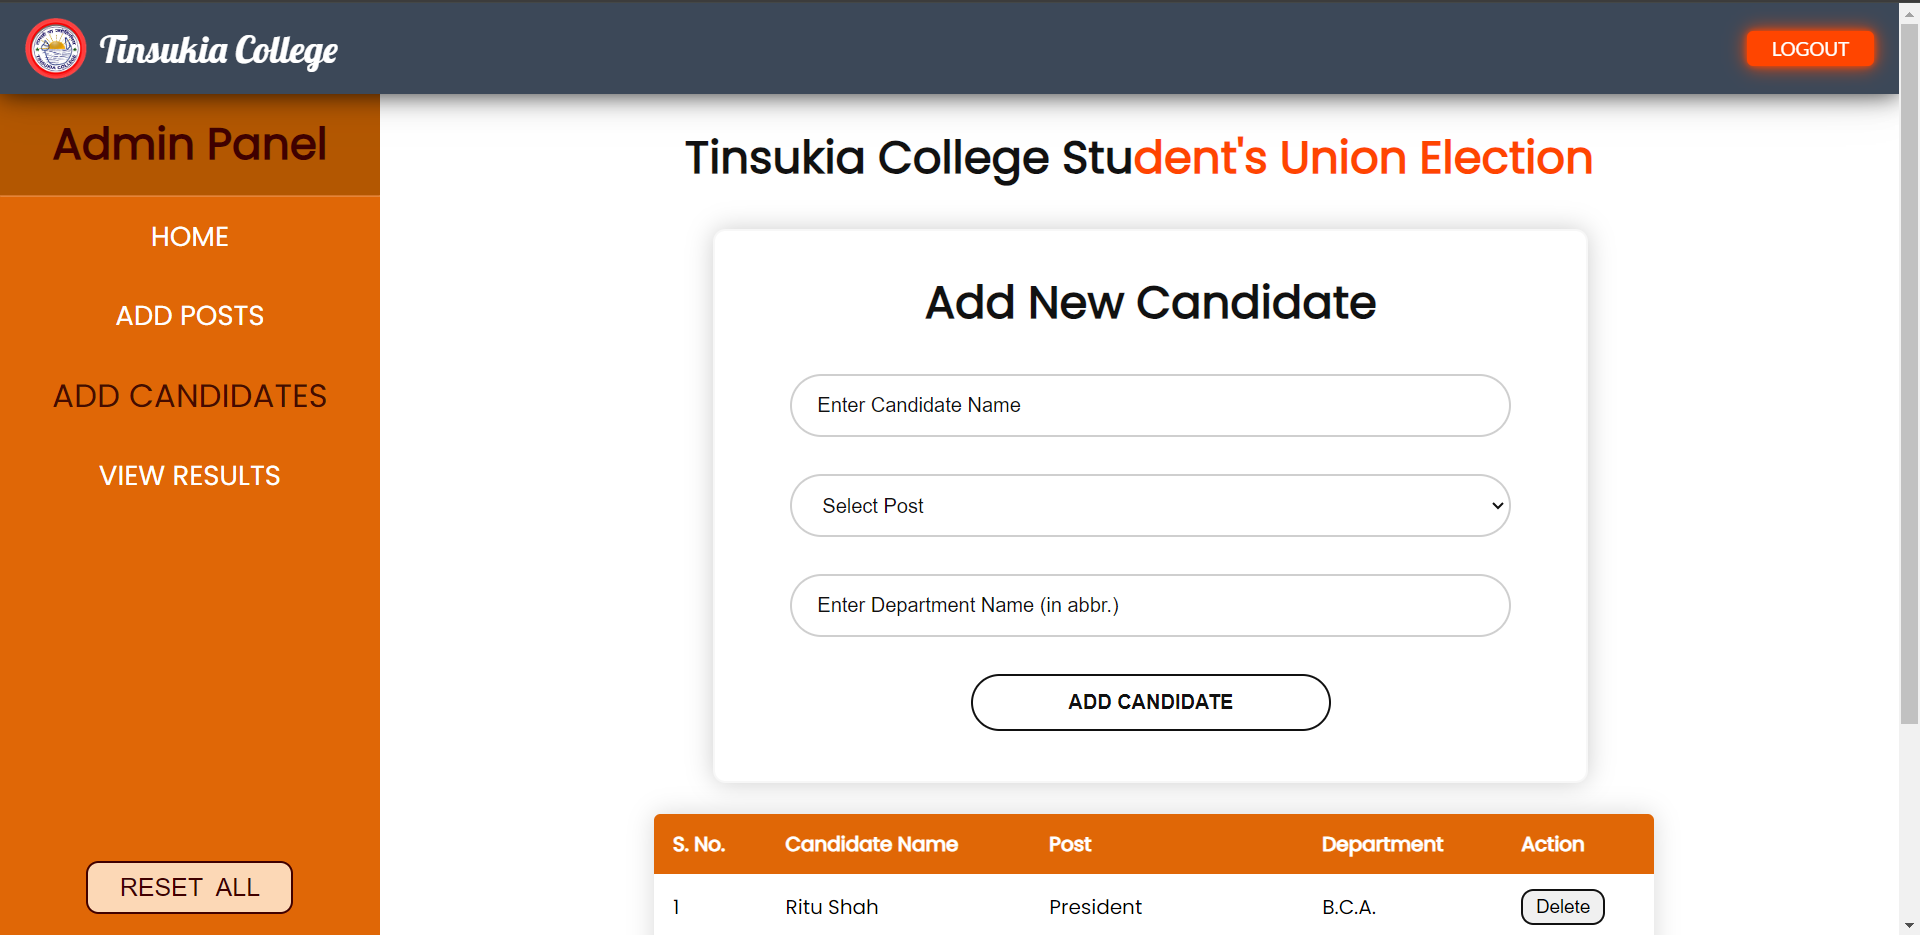 Tinsukia College
LOGOUT
Admin Panel
HOME
ADD POSTS
ADD CANDIDATES
VIEW RESULTS
RESET ALL
Tinsukia College Student's Union Election
Add New Candidate
Enter Candidate Name
Select Post
Enter Department Name (in abbr.)
ADD CANDIDATE
S. No. Candidate Name Post Department Action
1 Ritu Shah President B.C.A. Delete